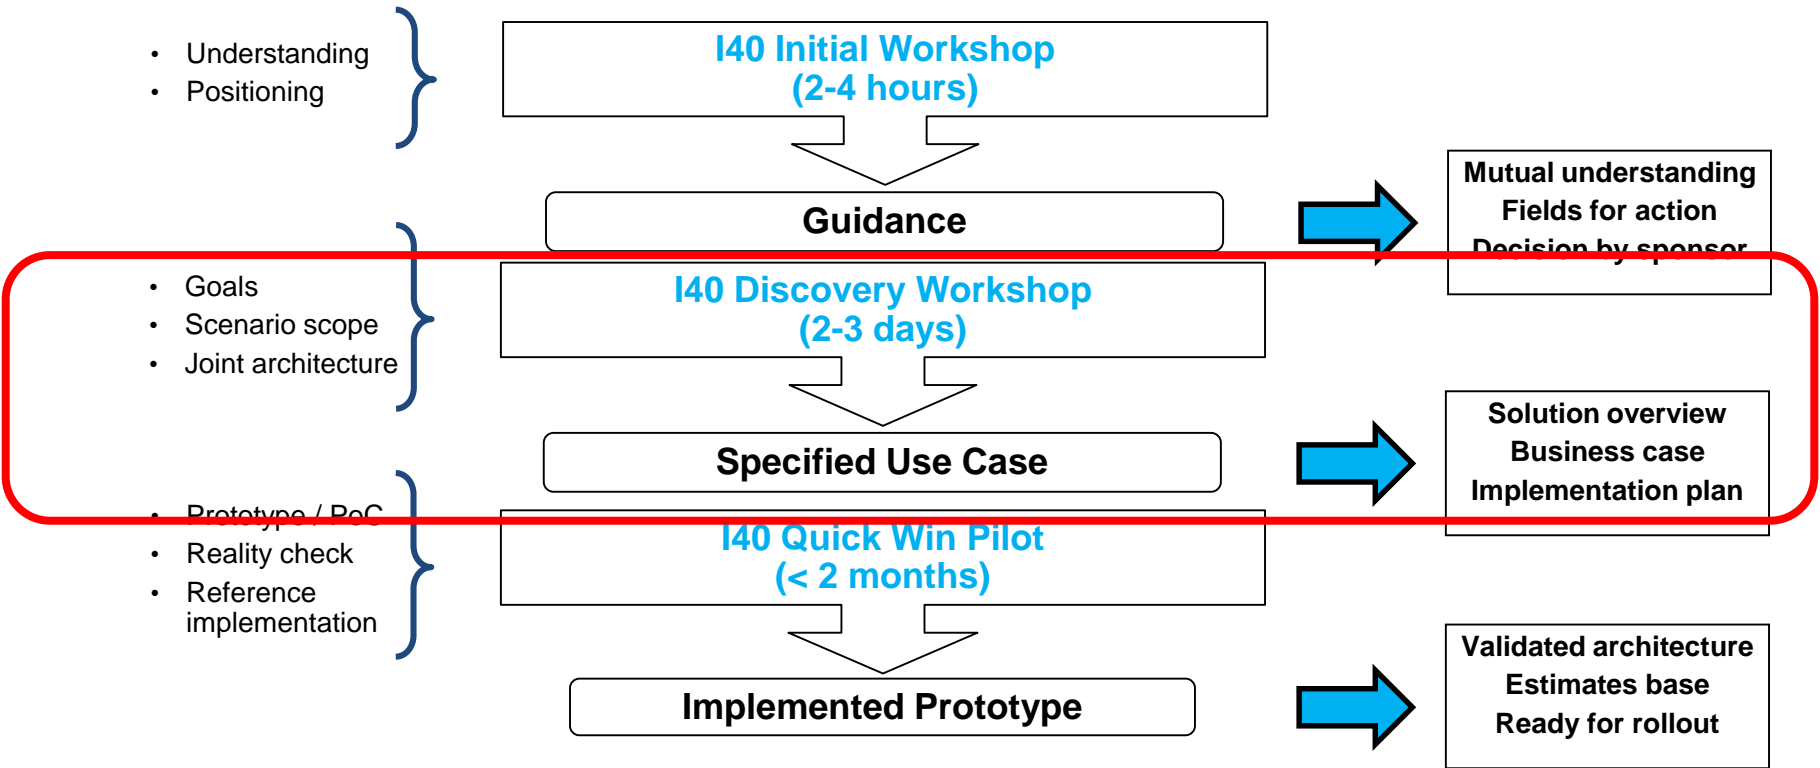 • Understanding
• Positioning
I40 Initial Workshop
(2-4 hours)
Guidance
Mutual understanding
Fields for action
Decision by sponsor
• Goals
• Scenario scope
• Joint architecture
I40 Discovery Workshop
(2-3 days)
Specified Use Case
Solution overview
Business case
Implementation plan
• Prototype / PoC
• Reality check
• Reference
implementation
I40 Quick Win Pilot
(< 2 months)
Implemented Prototype
Validated architecture
Estimates base
Ready for rollout